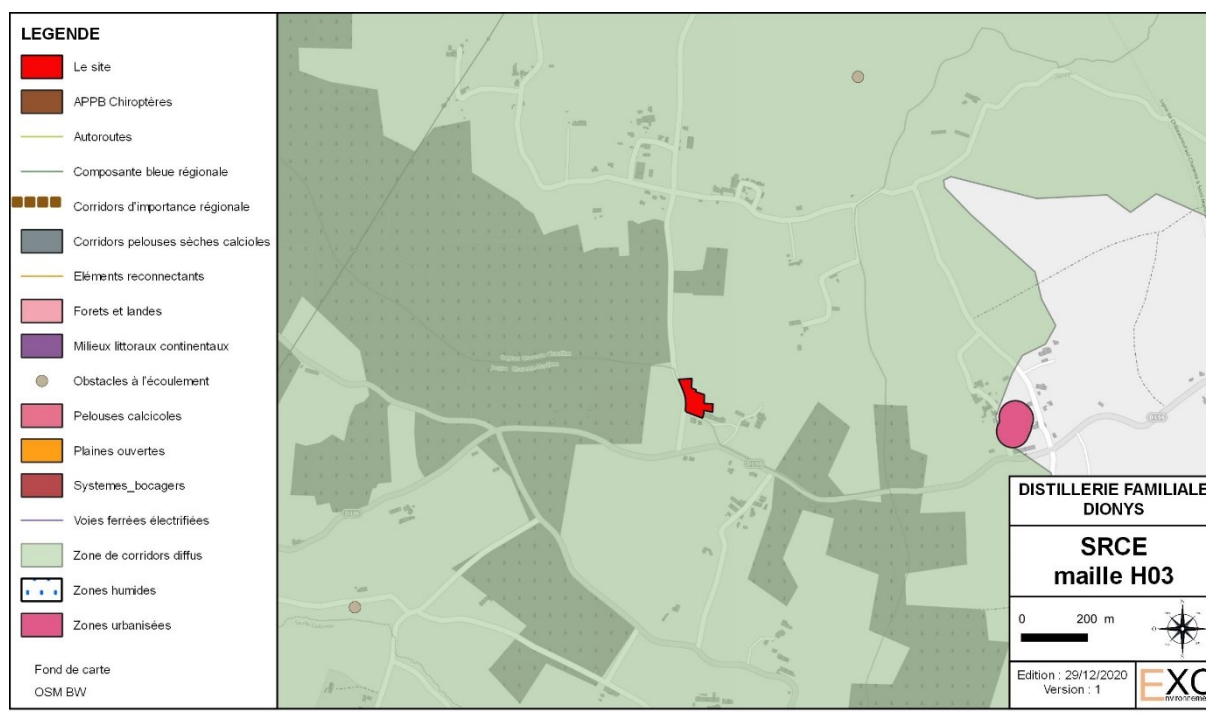 LEGENDE
Le site
APPB Chiroptères
Autoroutes
Composante bleue régionale
Corridors d'importance régionale
Corridors pelouses sèches calcioles
Eléments reconnectants
Forets et landes
Milieux littoraux continentaux
Obstacles à l'écoulement
Pelouses calcicoles
Plaines ouvertes
Systemes_bocagers
Voies ferrées électrifiées
Zone de corridors diffus
Zones humides
Zones urbanisées
Fond de carte
OSM BW
DISTILLERIE FAMILIALE
DIONYS
SRCE
maille H03
0 200 m
Edition : 29/12/2020
Version : 1
EXO
nvironnement